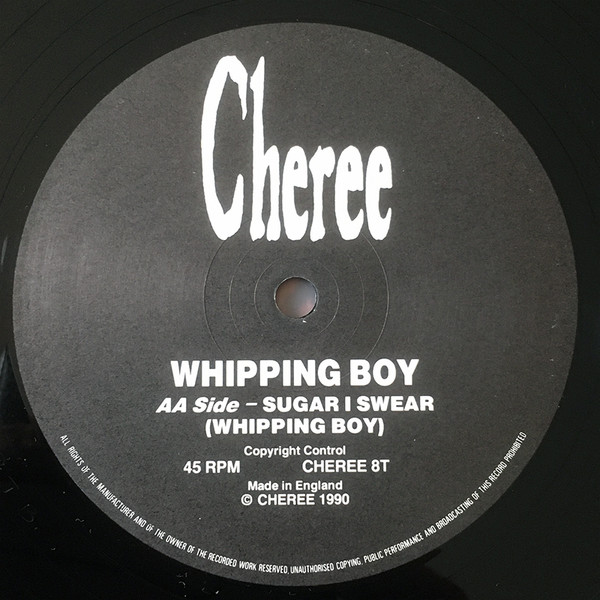 Cheree
WHIPPING BOY
AA Side – SUGAR I SWEAR
(WHIPPING BOY)
Copyright Control
45 RPM CHEREE 8T
Made in England
© CHEREE 1990
ALL RIGHTS OF THE MANUFACTURER AND OF THE OWNER OF THE RECORDED WORK RESERVED, UNAUTHORISED COPYING, PUBLIC PERFORMANCE AND BROADCASTING OF THIS RECORD PROHIBITED